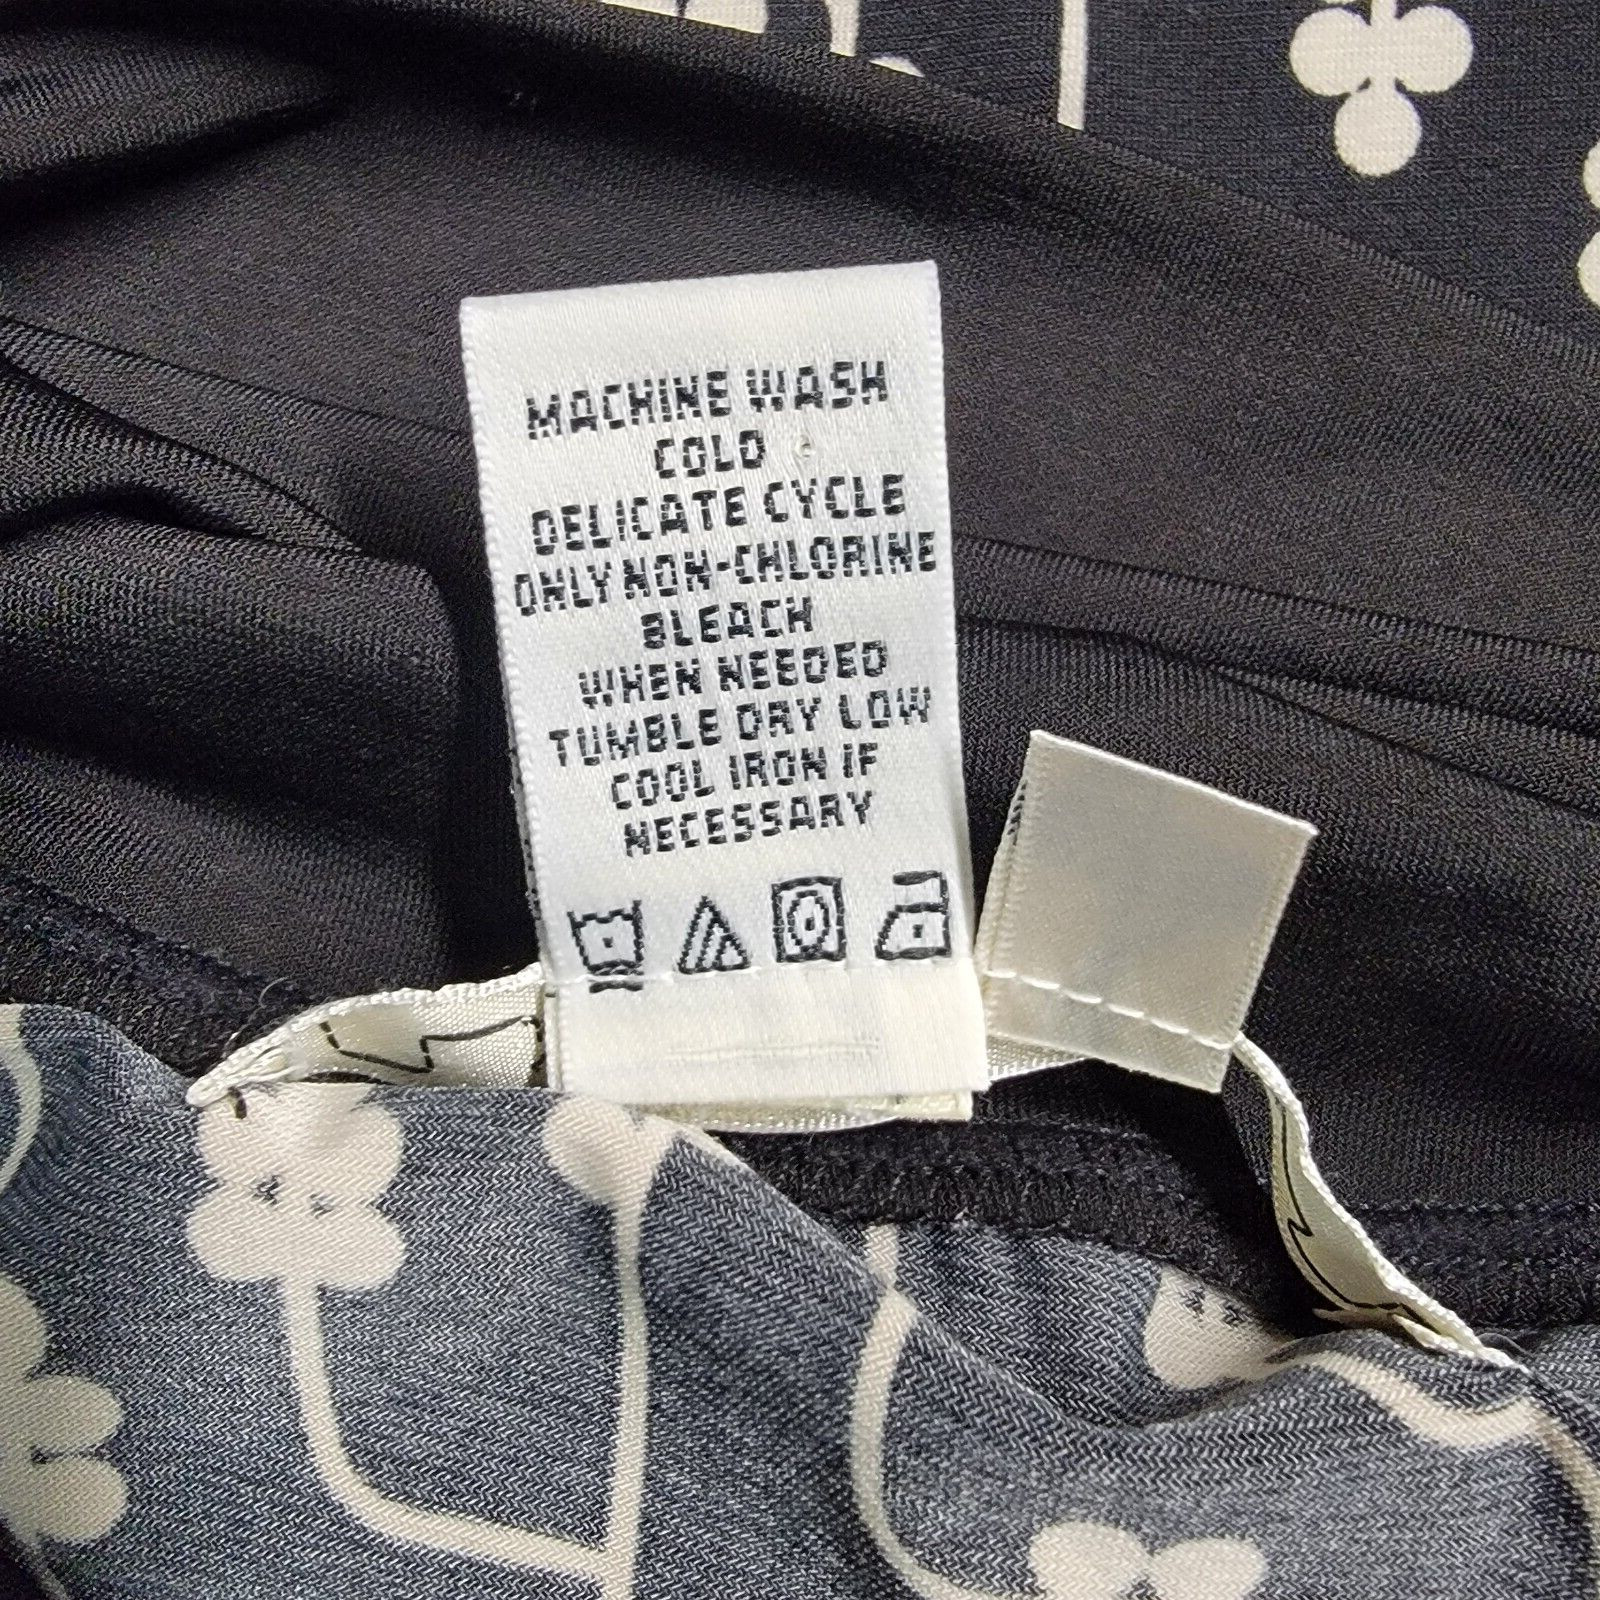 MACHINE WASH
COLD
DELICATE CYCLE
ONLY NON-CHLORINE
BLEACH
WHEN NEEDED
TUMBLE DRY LOW
COOL IRON IF
NECESSARY